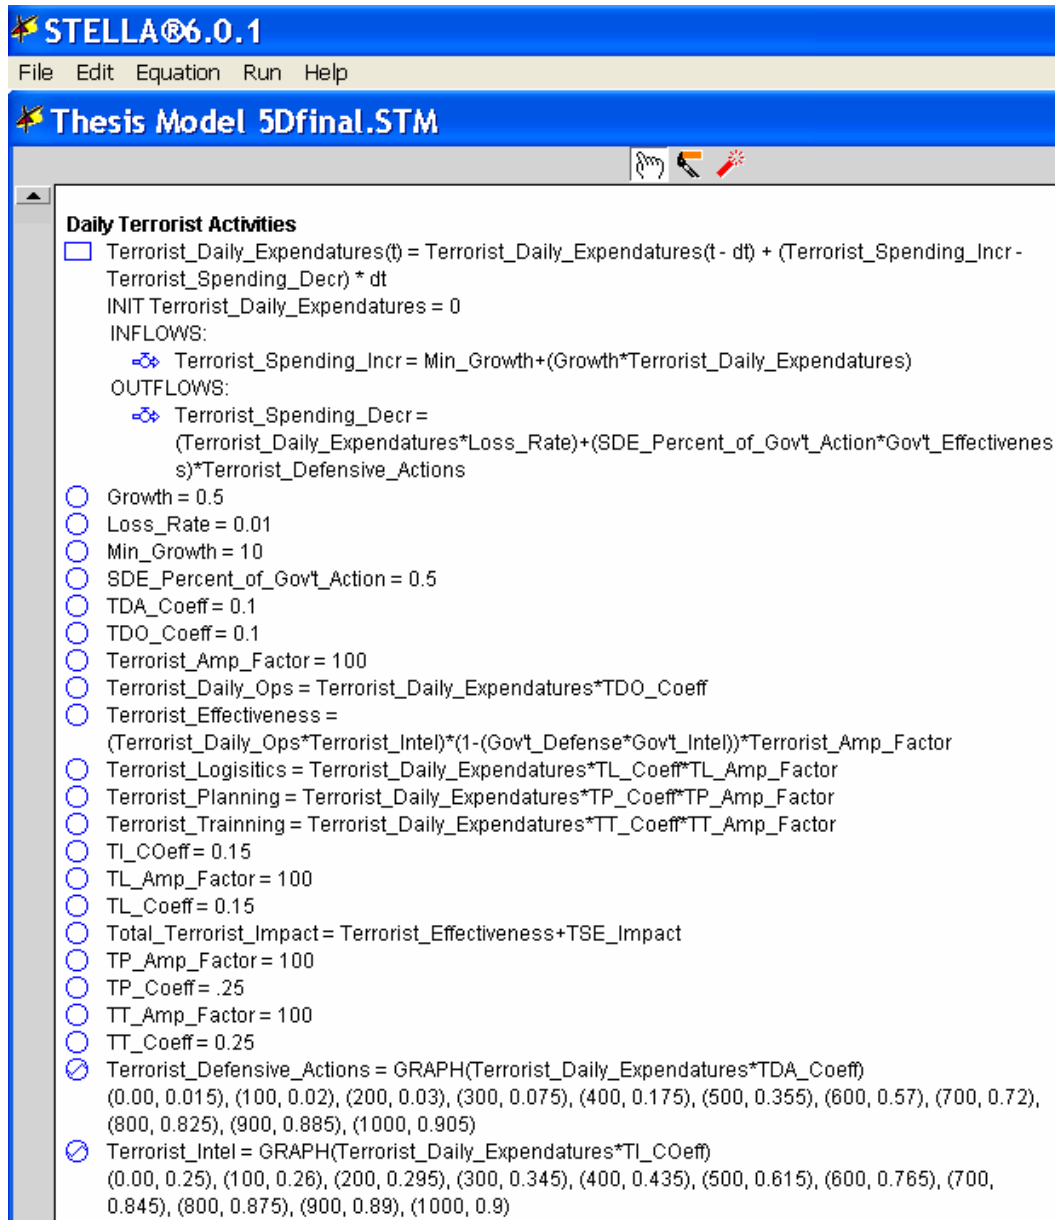 STELLA®6.0.1
File Edit Equation Run Help
Thesis Model 5Dfinal.STM
Daily Terrorist Activities
Terrorist_Daily_Expendatures(t) = Terrorist_Daily_Expendatures(t - dt) + (Terrorist_Spending_Incr -
Terrorist_Spending_Decr) * dt
INIT Terrorist_Daily_Expendatures = 0
INFLOWS:
Terrorist_Spending_Incr = Min_Growth+(Growth*Terrorist_Daily_Expendatures)
OUTFLOWS:
Terrorist_Spending_Decr =
(Terrorist_Daily_Expendatures*Loss_Rate)+(SDE_Percent_of_Gov't_Action*Gov't_Effectivenes
s)*Terrorist_Defensive_Actions
Growth = 0.5
Loss_Rate = 0.01
Min_Growth = 10
SDE_Percent_of_Gov't_Action = 0.5
TDA_Coeff = 0.1
TDO_Coeff = 0.1
Terrorist_Amp_Factor = 100
Terrorist_Daily_Ops = Terrorist_Daily_Expendatures*TDO_Coeff
Terrorist_Effectiveness =
(Terrorist_Daily_Ops*Terrorist_Intel)*(1-(Gov't_Defense*Gov't_Intel))*Terrorist_Amp_Factor
Terrorist_Logisitics = Terrorist_Daily_Expendatures*TL_Coeff*TL_Amp_Factor
Terrorist_Planning = Terrorist_Daily_Expendatures*TP_Coeff*TP_Amp_Factor
Terrorist_Trainning = Terrorist_Daily_Expendatures*TT_Coeff*TT_Amp_Factor
TI_COeff = 0.15
TL_Amp_Factor = 100
TL_Coeff = 0.15
Total_Terrorist_Impact = Terrorist_Effectiveness+TSE_Impact
TP_Amp_Factor = 100
TP_Coeff = .25
TT_Amp_Factor = 100
TT_Coeff = 0.25
Terrorist_Defensive_Actions = GRAPH(Terrorist_Daily_Expendatures*TDA_Coeff)
(0.00, 0.015), (100, 0.02), (200, 0.03), (300, 0.075), (400, 0.175), (500, 0.355), (600, 0.57), (700, 0.72),
(800, 0.825), (900, 0.885), (1000, 0.905)
Terrorist_Intel = GRAPH(Terrorist_Daily_Expendatures*TI_COeff)
(0.00, 0.25), (100, 0.26), (200, 0.295), (300, 0.345), (400, 0.435), (500, 0.615), (600, 0.765), (700,
0.845), (800, 0.875), (900, 0.89), (1000, 0.9)